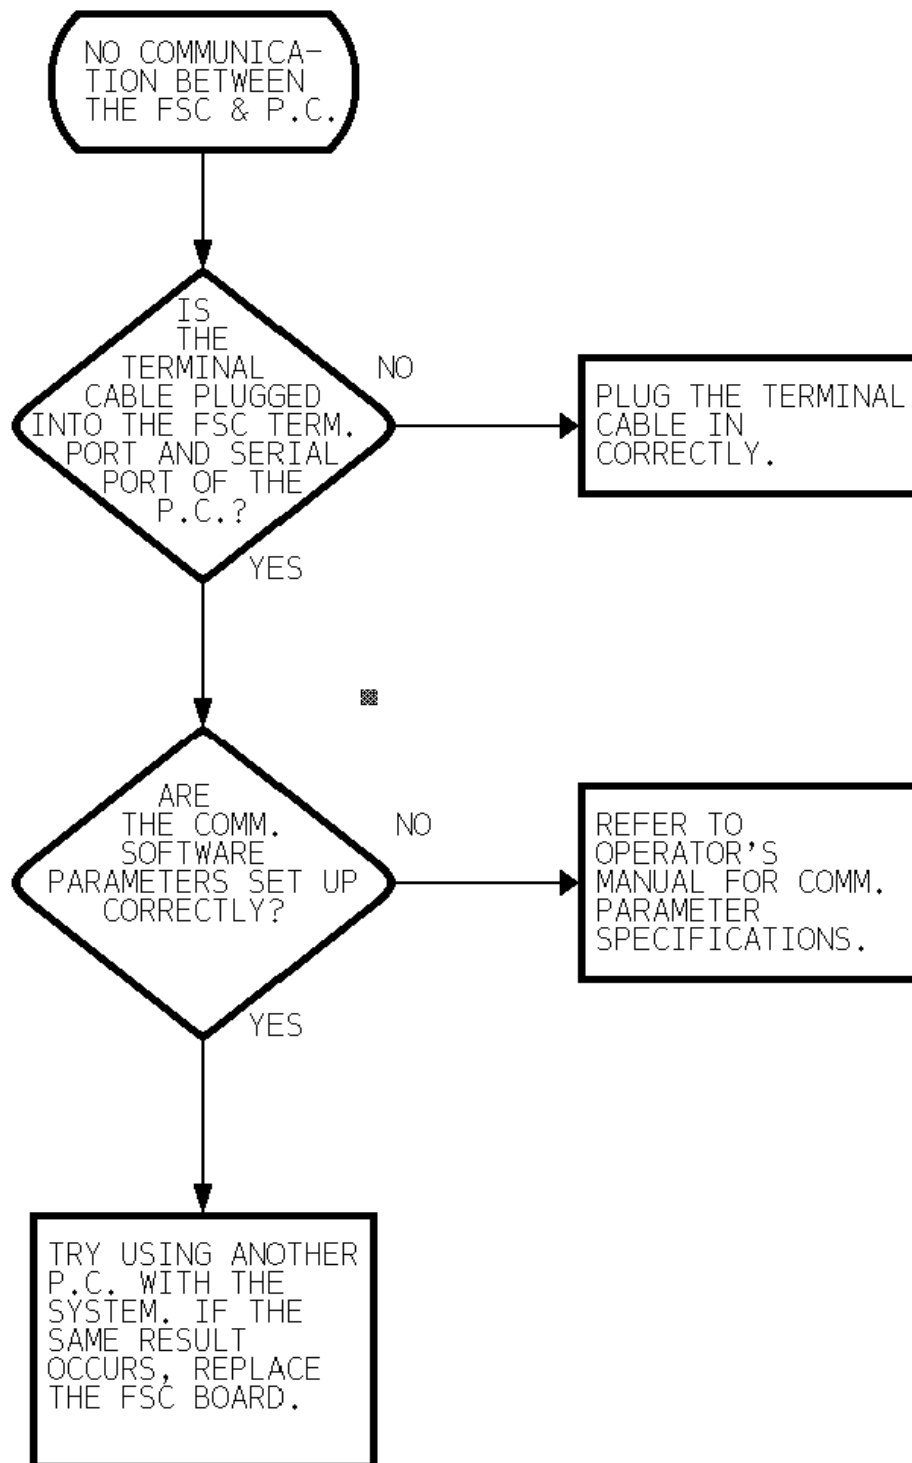 NO COMMUNICA-
TION BETWEEN
THE FSC & P.C.
IS
THE
TERMINAL
CABLE PLUGGED
INTO THE FSC TERM.
PORT AND SERIAL
PORT OF THE
P.C.?
NO
PLUG THE TERMINAL
CABLE IN
CORRECTLY.
YES
ARE
THE COMM.
SOFTWARE
PARAMETERS SET UP
CORRECTLY?
NO
REFER TO
OPERATOR'S
MANUAL FOR COMM.
PARAMETER
SPECIFICATIONS.
YES
TRY USING ANOTHER
P.C. WITH THE
SYSTEM. IF THE
SAME RESULT
OCCURS, REPLACE
THE FSC BOARD.